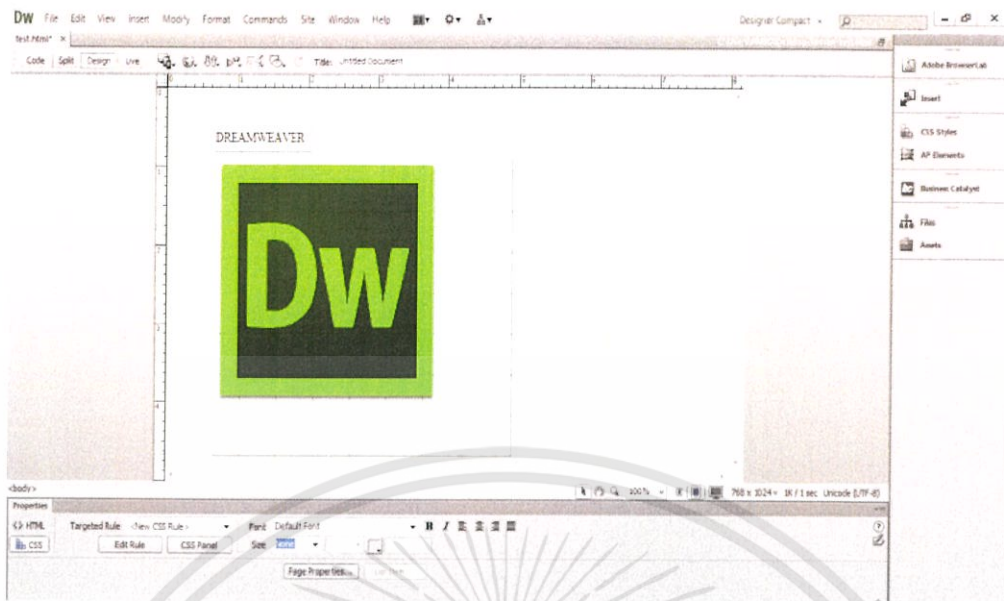 Dw File Edit View Insert Modify Format Commands Site Window Help Designer Compact
test.html* ×
Code Split Design Live Title: Untitled Document
Adobe BrowserLab
Insert
CSS Styles
AP Elements
Business Catalyst
Files
Assets
DREAMWEAVER
Dw
<body> 100% 768 x 1024 1K / 1 sec Unicode (UTF-8)
Properties
<> HTML Targeted Rule <New CSS Rule> Font Default Font B I
CSS Edit Rule CSS Panel Size
Page Properties...